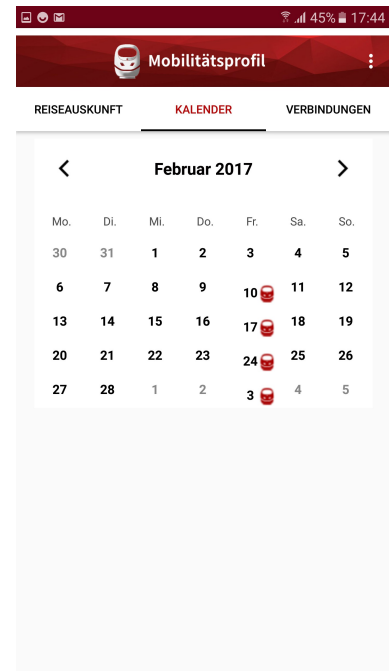 45% 17:44
Mobilitätsprofil
REISEAUSKUNFT KALENDER VERBINDUNGEN
Februar 2017
Mo. Di. Mi. Do. Fr. Sa. So.
30 31 1 2 3 4 5
6 7 8 9 10 11 12
13 14 15 16 17 18 19
20 21 22 23 24 25 26
27 28 1 2 3 4 5